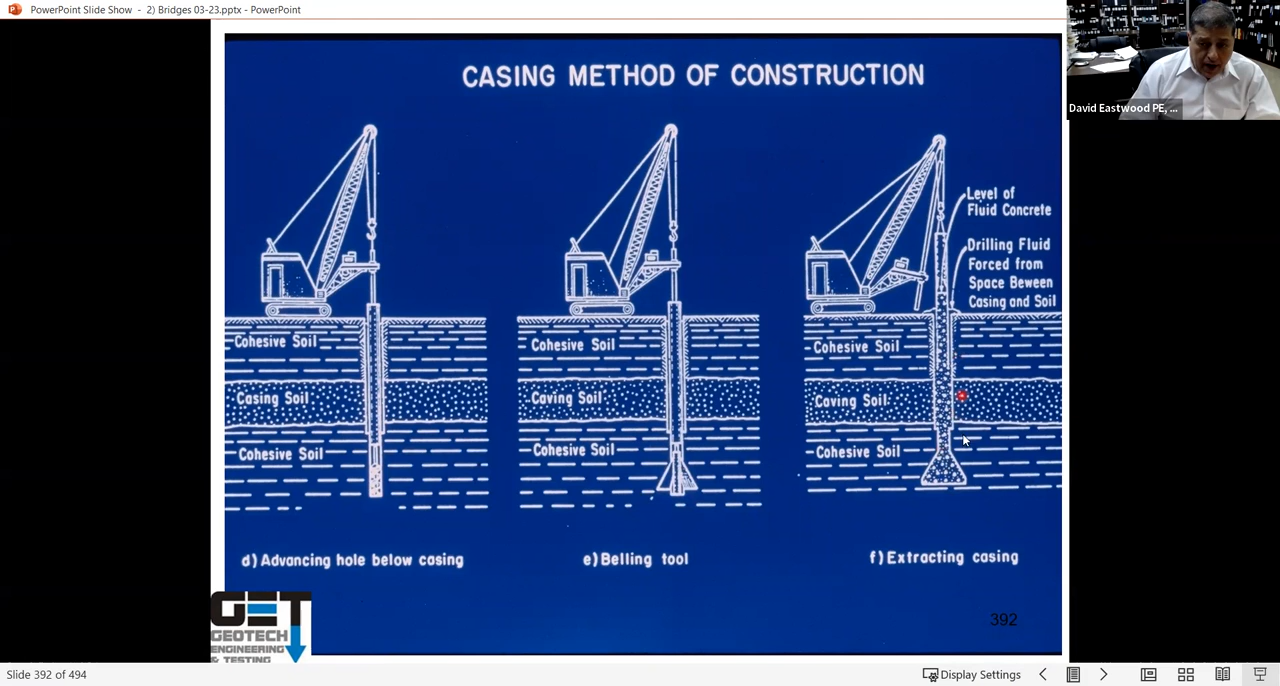 PowerPoint Slide Show - 2) Bridges 03-23.pptx - PowerPoint
David Eastwood PE, ...
CASING METHOD OF CONSTRUCTION
Level of
Fluid Concrete
Drilling Fluid
Forced from
Space Beween
Casing and Soil
Cohesive Soil
Casing Soil
Cohesive Soil
Cohesive Soil
Caving Soil
Cohesive Soil
Cohesive Soil
Caving Soil
Cohesive Soil
d) Advancing hole below casing
e) Belling tool
f) Extracting casing
392
GET
GEOTECH
ENGINEERING
& TESTING
Slide 392 of 494
Display Settings